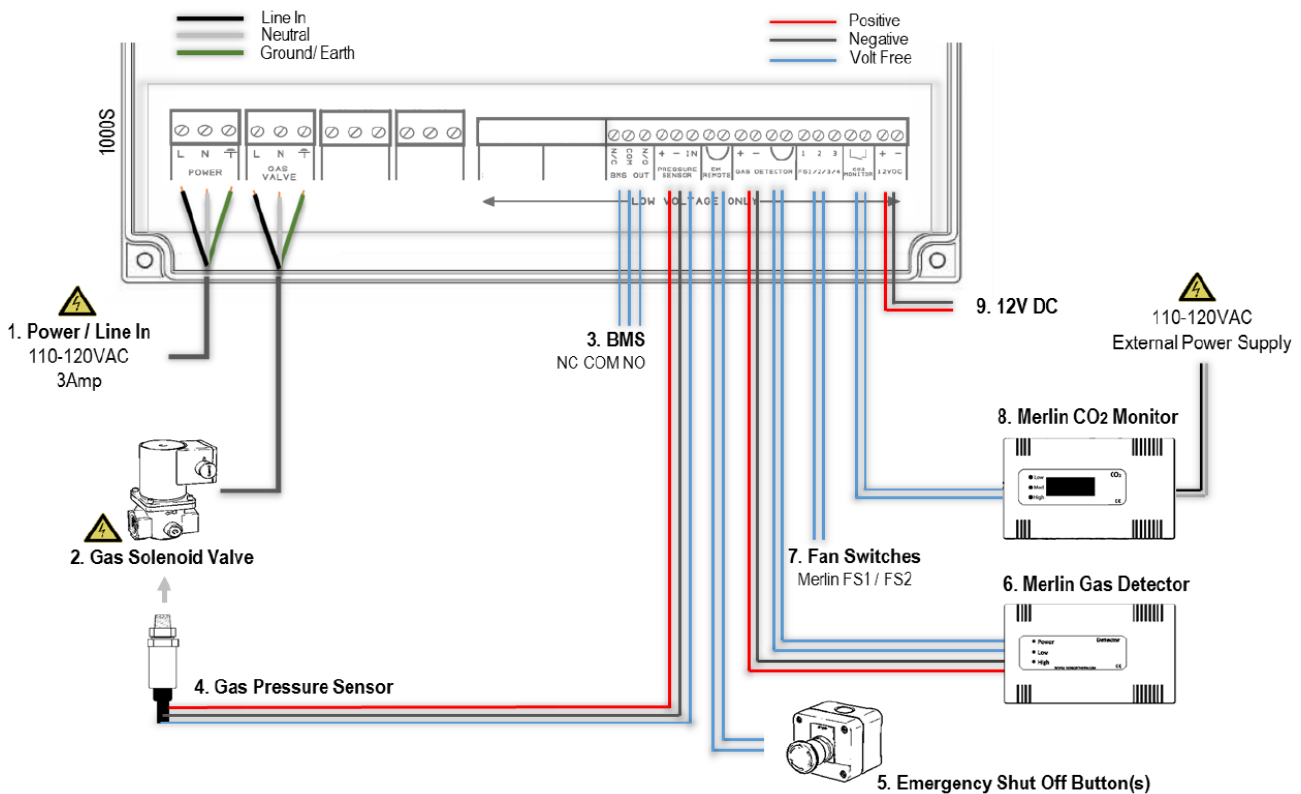 Line In
Neutral
Ground/ Earth
Positive
Negative
Volt Free
1000S
L N
POWER
L N
GAS
VALVE
N/C COM N/O
BMS OUT
+ - IN
PRESSURE
SENSOR
EM
REMOTE
+ -
GAS DETECTOR
1 2 3
FS1/2/3/4
MONITOR
+ -
12VDC
LOW VOLTAGE ONLY
1. Power / Line In
110-120VAC
3Amp
2. Gas Solenoid Valve
3. BMS
NC COM NO
4. Gas Pressure Sensor
9. 12V DC
110-120VAC
External Power Supply
8. Merlin CO2 Monitor
Low
Med
High
CO2
CE
7. Fan Switches
Merlin FS1 / FS2
6. Merlin Gas Detector
Power
Low
High
Detector
CE
5. Emergency Shut Off Button(s)